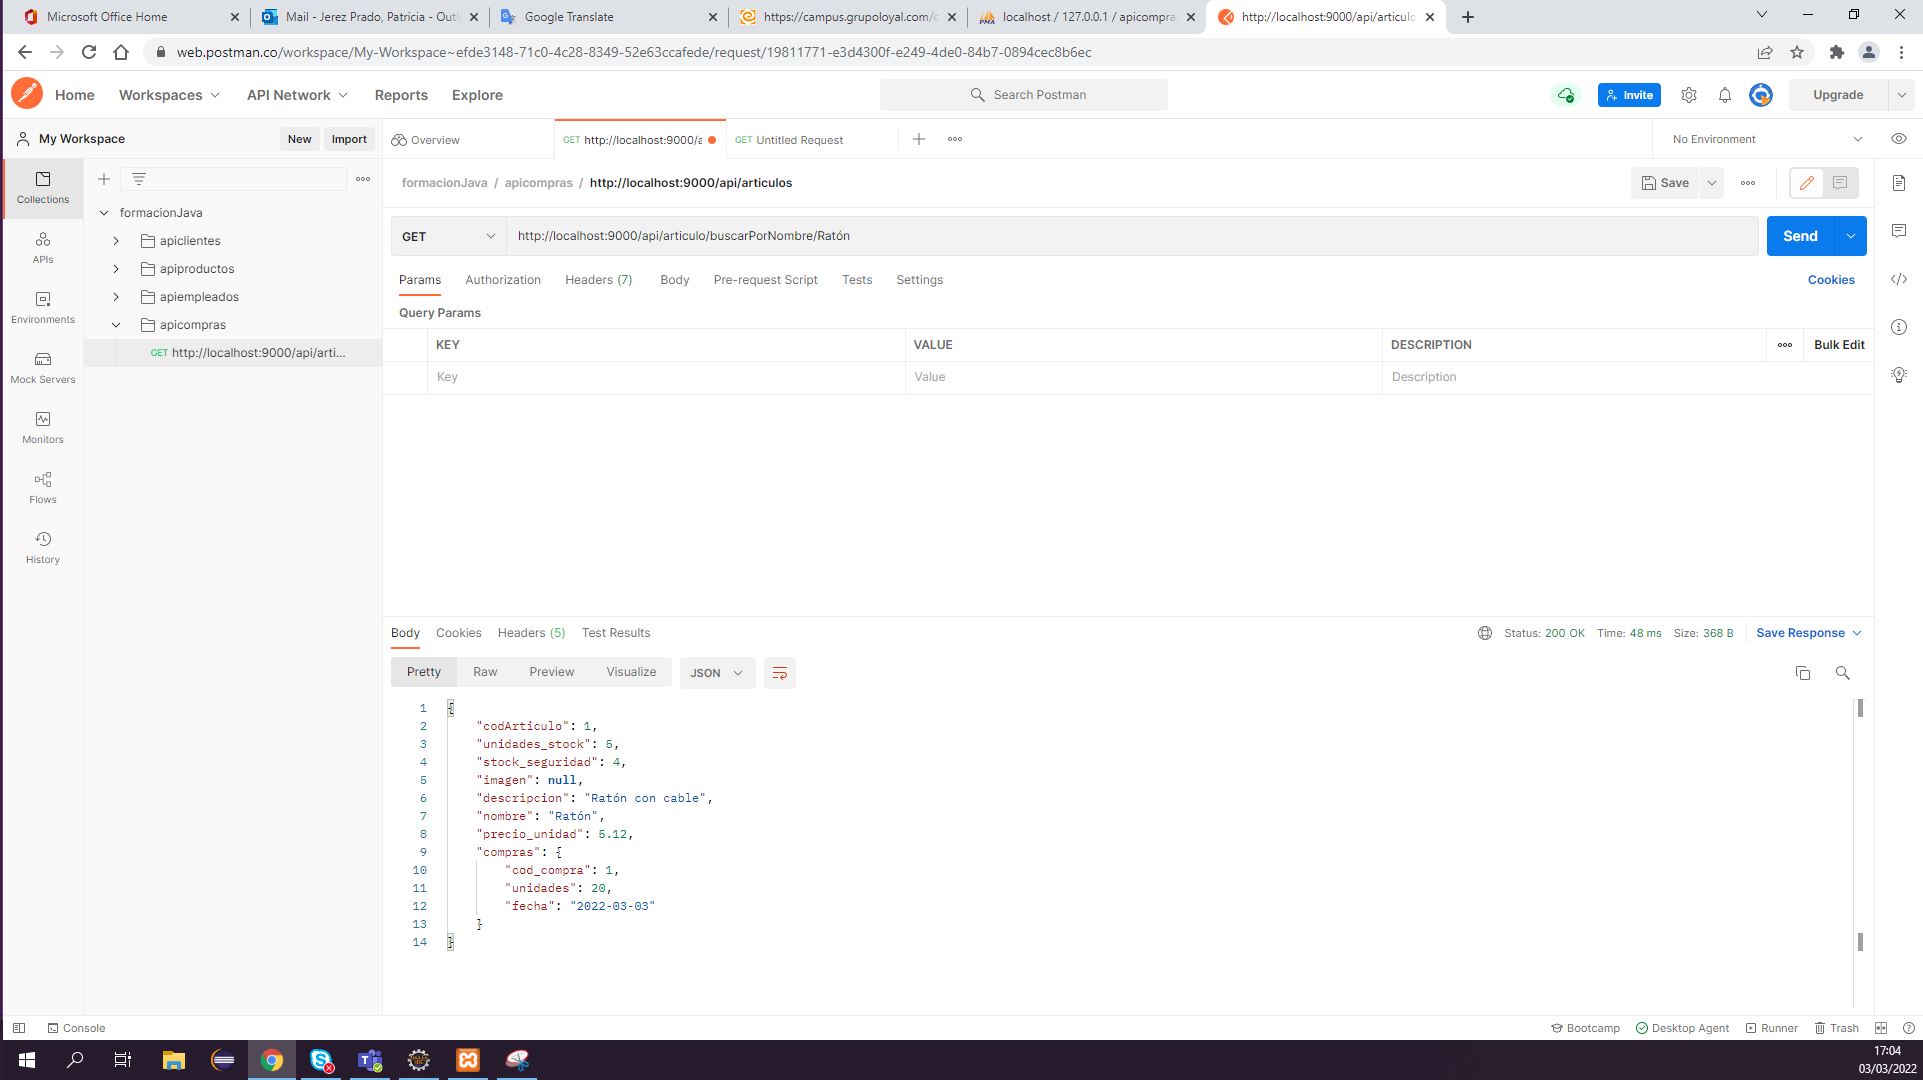 Microsoft Office Home
Mail - Jerez Prado, Patricia - Outl
Google Translate
https://campus.grupoloyal.com/c
localhost / 127.0.0.1 / apicompra
http://localhost:9000/api/articulo
web.postman.co/workspace/My-Workspace~efde3148-71c0-4c28-8349-52e63ccafede/request/19811771-e3d4300f-e249-4de0-84b7-0894cec8b6ec
Home Workspaces API Network Reports Explore Search Postman Invite Upgrade
My Workspace New Import Overview GET http://localhost:9000/a GET Untitled Request No Environment
formacionJava / apicompras / http://localhost:9000/api/articulos Save
Collections
APIs
Environments
Mock Servers
Monitors
Flows
History
formacionJava
apiclientes
apiproductos
apiempleados
apicompras
GET http://localhost:9000/api/arti...
GET http://localhost:9000/api/articulo/buscarPorNombre/Ratón Send
Params Authorization Headers (7) Body Pre-request Script Tests Settings Cookies
Query Params
KEY VALUE DESCRIPTION Bulk Edit
Key Value Description
Body Cookies Headers (5) Test Results Status: 200 OK Time: 48 ms Size: 368 B Save Response
Pretty Raw Preview Visualize JSON
1 {
2 "codArticulo": 1,
3 "unidades_stock": 5,
4 "stock_seguridad": 4,
5 "imagen": null,
6 "descripcion": "Ratón con cable",
7 "nombre": "Ratón",
8 "precio_unidad": 5.12,
9 "compras": {
10 "cod_compra": 1,
11 "unidades": 20,
12 "fecha": "2022-03-03"
13 }
14 }
Console Bootcamp Desktop Agent Runner Trash
17:04
03/03/2022